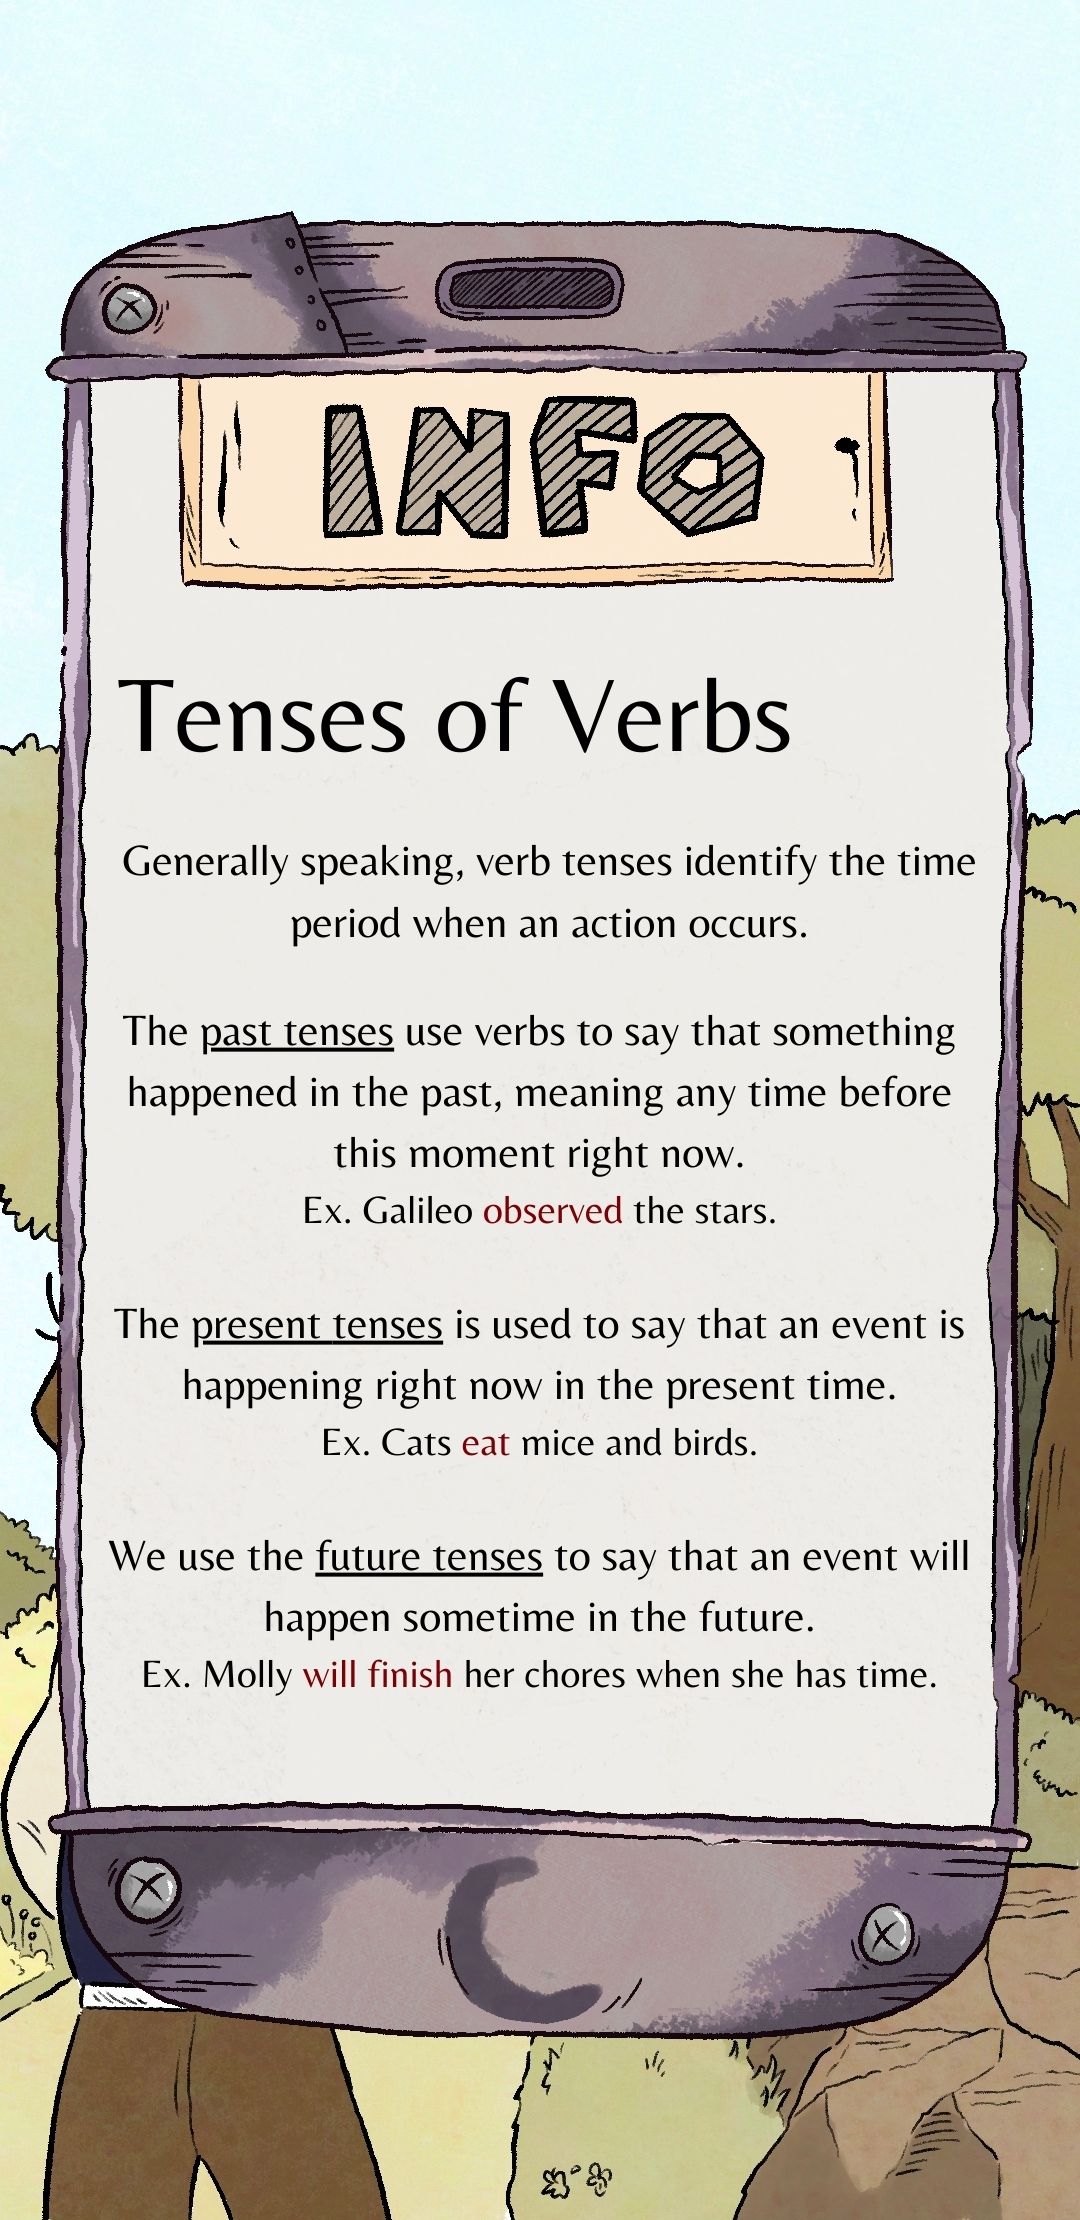 INFO
Tenses of Verbs
Generally speaking, verb tenses identify the time
period when an action occurs.
The past tenses use verbs to say that something
happened in the past, meaning any time before
this moment right now.
Ex. Galileo observed the stars.
The present tenses is used to say that an event is
happening right now in the present time.
Ex. Cats eat mice and birds.
We use the future tenses to say that an event will
happen sometime in the future.
Ex. Molly will finish her chores when she has time.